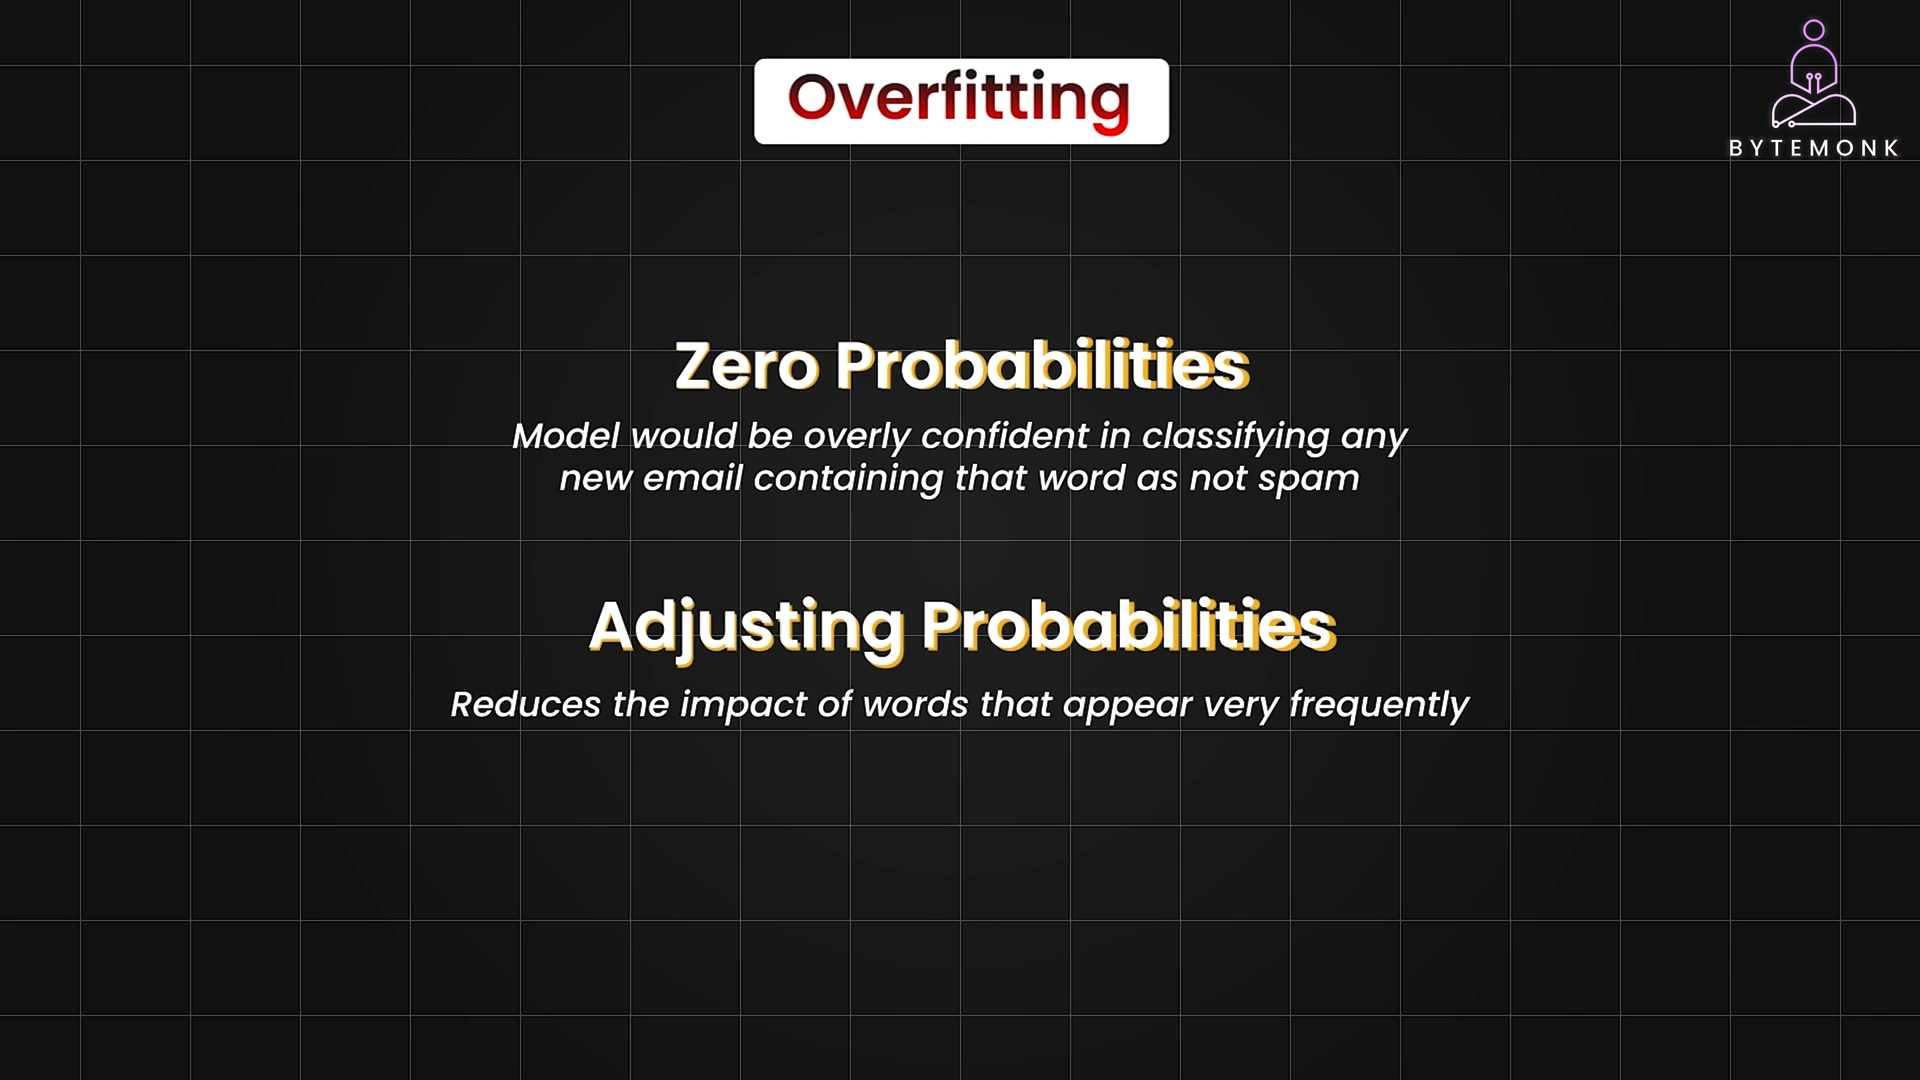 Overfitting
BYTEMONK
Zero Probabilities
Model would be overly confident in classifying any
new email containing that word as not spam
Adjusting Probabilities
Reduces the impact of words that appear very frequently